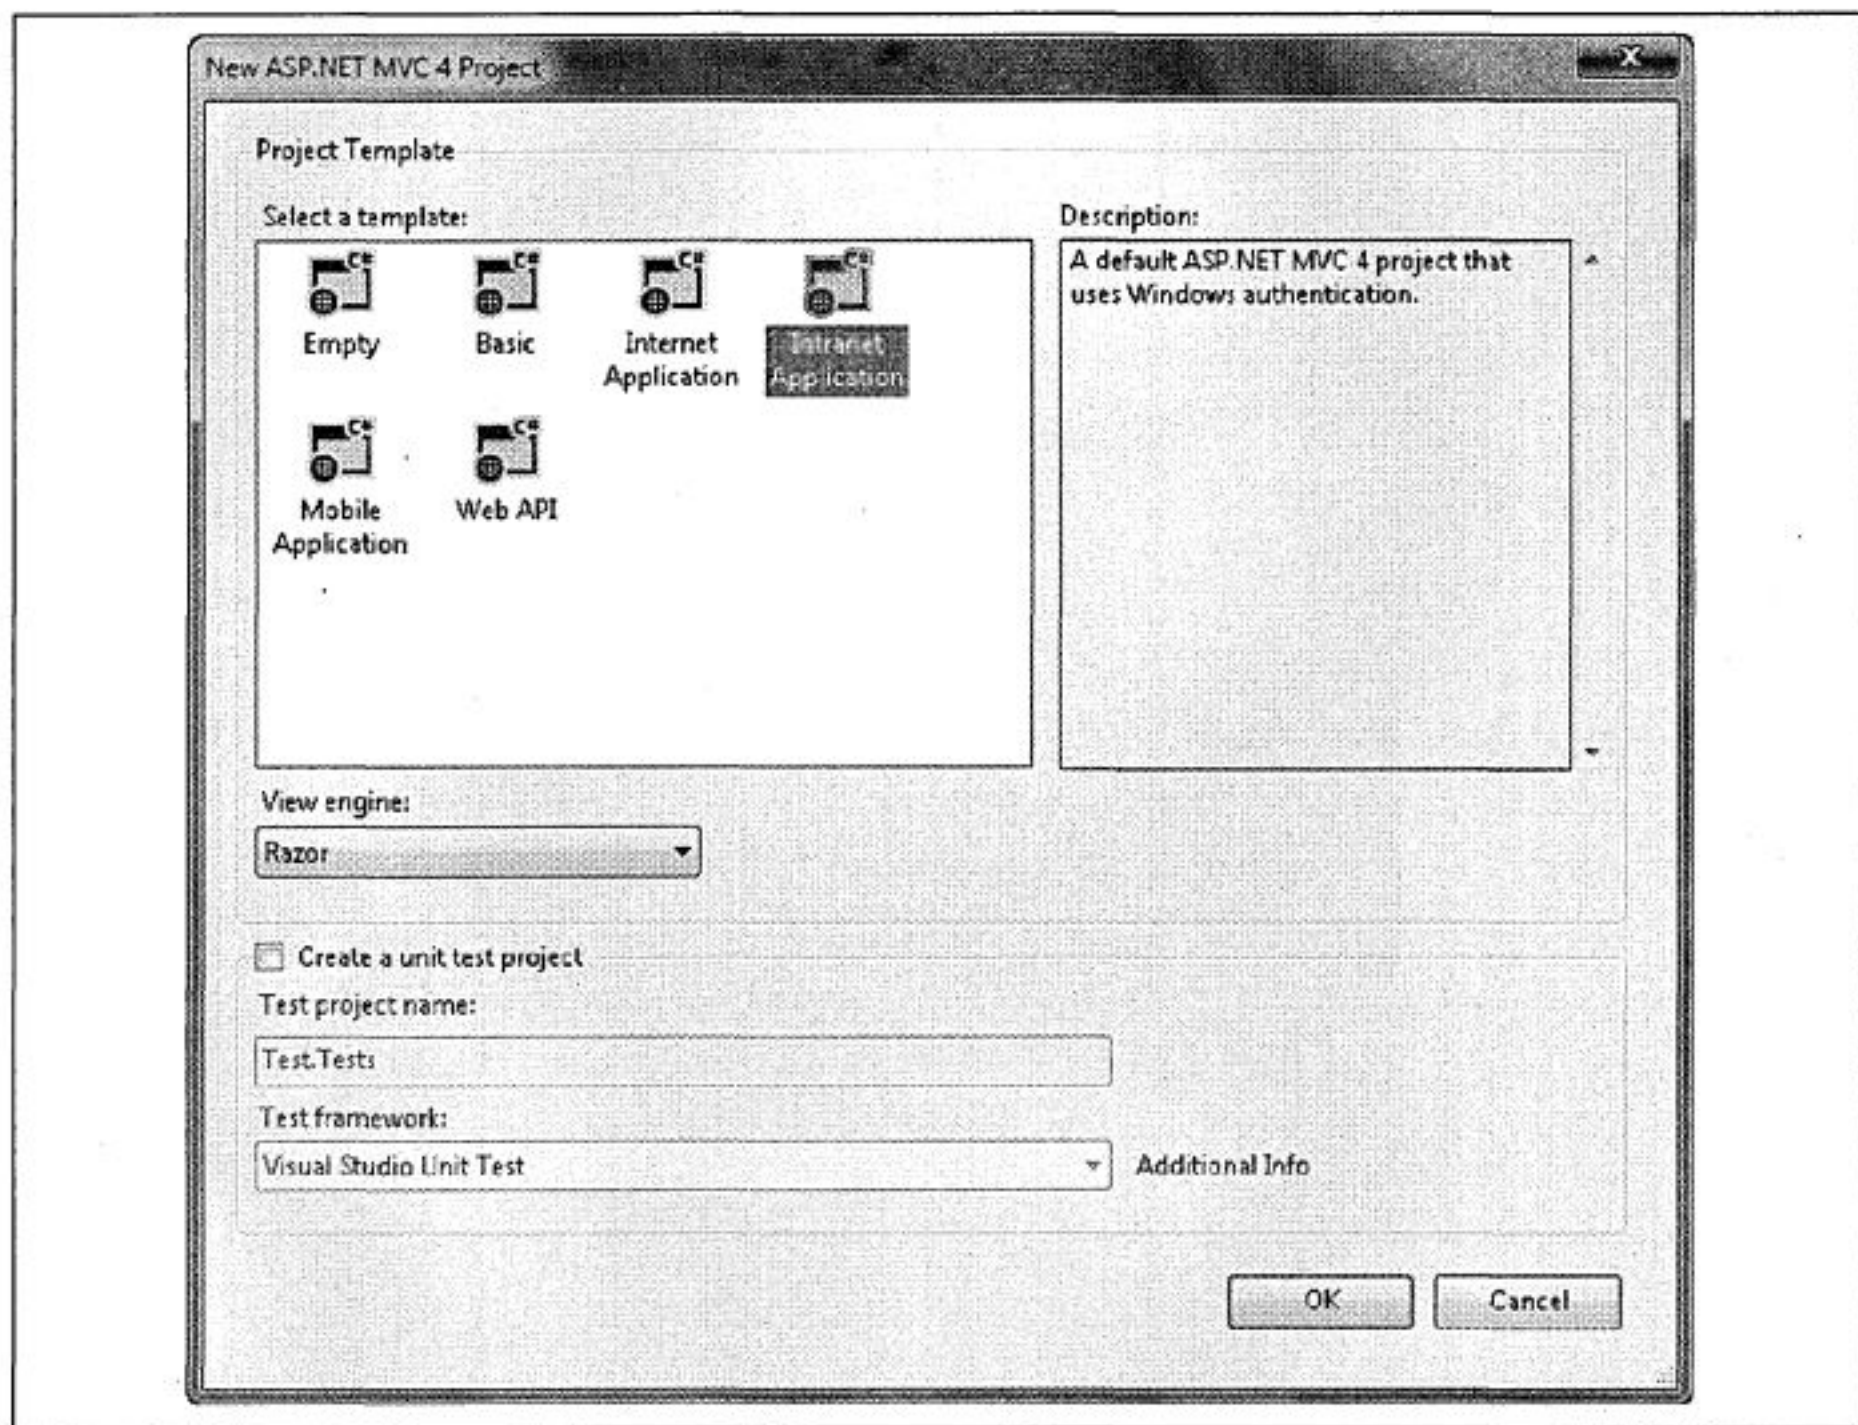 New ASP.NET MVC 4 Project
Project Template
Select a template:
Description:
C#
C#
C#
C#
Empty
Basic
Internet
Application
Intranet
Application
A default ASP.NET MVC 4 project that
uses Windows authentication.
C#
C#
Mobile
Application
Web API
View engine:
Razor
Create a unit test project
Test project name:
Test.Tests
Test framework:
Visual Studio Unit Test
Additional Info
OK
Cancel